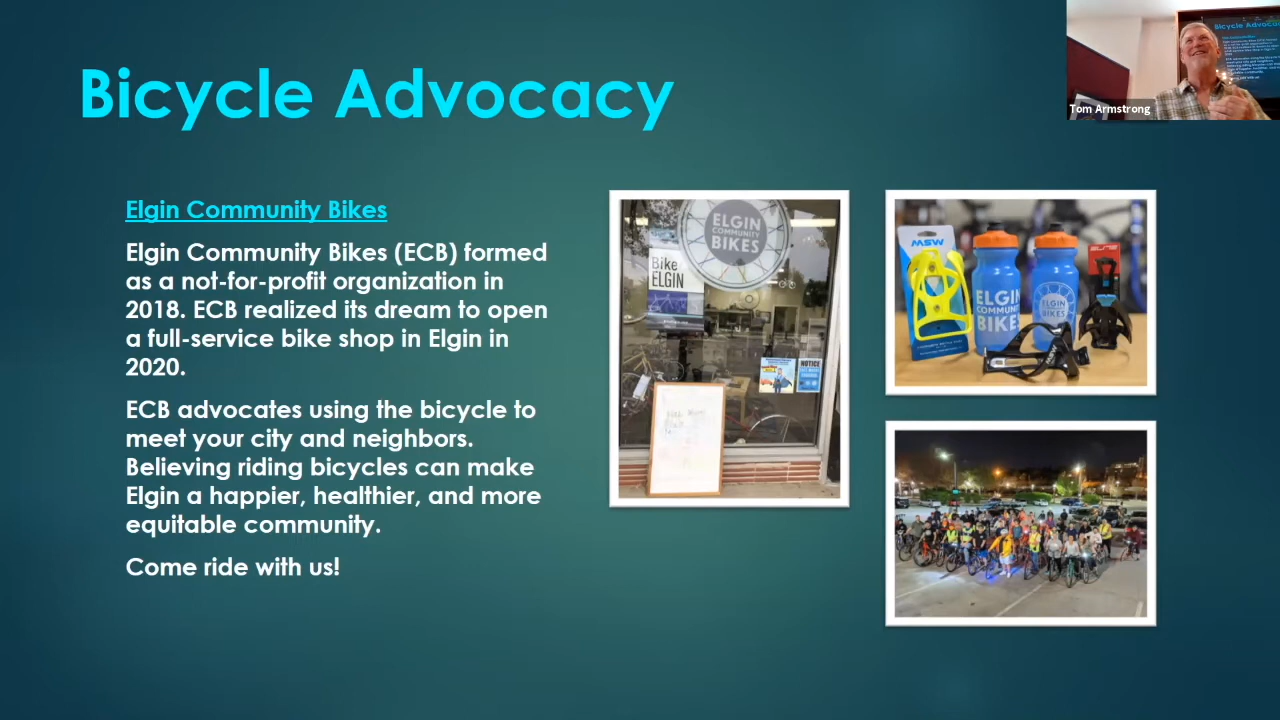 Bicycle Advocacy
Tom Armstrong
Bicycle Advoca
Elgin Community Bikes
Elgin Community Bikes (ECB) formed
as a not-for-profit organization in
2018. ECB realized its dream to open
a full-service bike shop in Elgin in
2020.
ECB advocates using the bicycle to
meet your city and neighbors.
Believing riding bicycles can make
Elgin a happier, healthier, and more
equitable community.
Come ride with us!
ELGIN
COMMUNITY
BIKES
Bike
ELGIN
NOTICE
MSW
ELGIN
COMMUNITY
BIKES
ELGIN
COMMUNITY
BIKES
ELITE